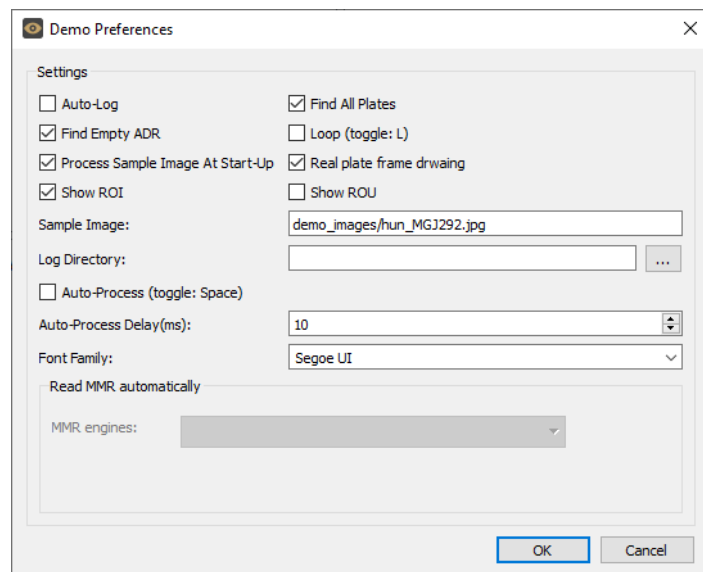 Demo Preferences
Settings
Auto-Log Find All Plates
Find Empty ADR Loop (toggle: L)
Process Sample Image At Start-Up Real plate frame drwaing
Show ROI Show ROU
Sample Image: demo_images/hun_MGJ292.jpg
Log Directory: ...
Auto-Process (toggle: Space)
Auto-Process Delay(ms): 10
Font Family: Segoe UI
Read MMR automatically
MMR engines:
OK Cancel